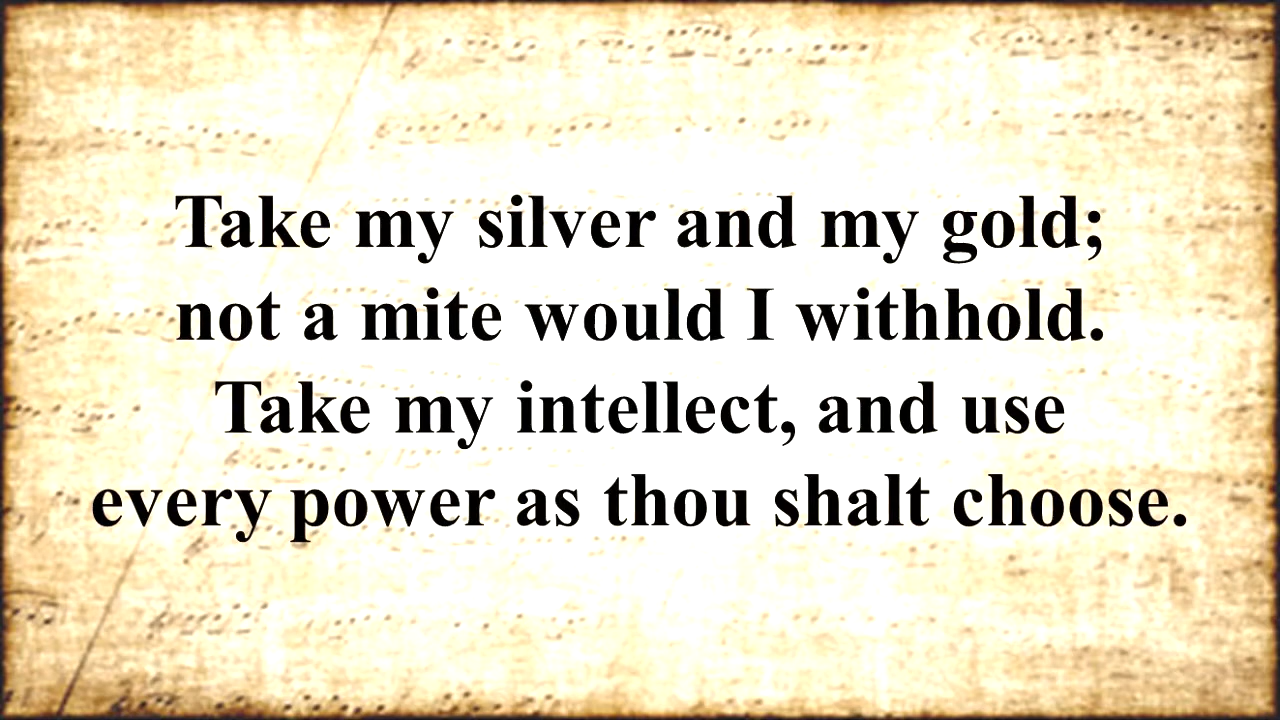 Take my silver and my gold;
not a mite would I withhold.
Take my intellect, and use
every power as thou shalt choose.